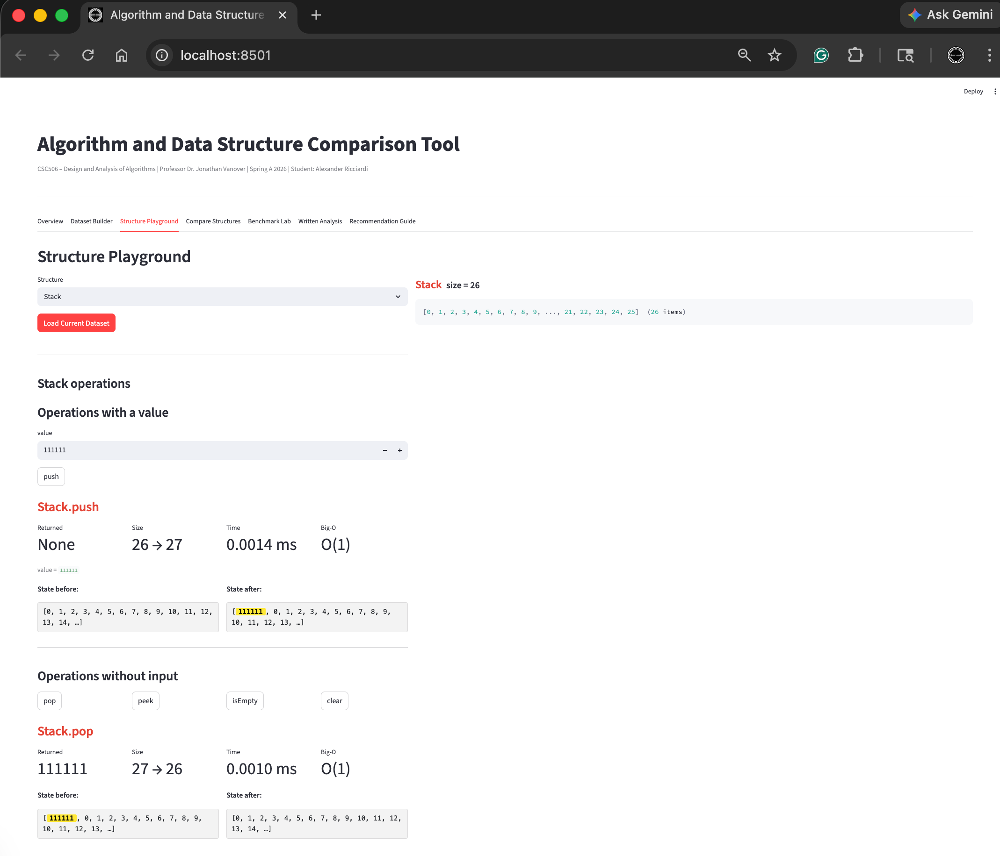 Algorithm and Data Structure
Ask Gemini
localhost:8501
Deploy
Algorithm and Data Structure Comparison Tool
CSC506 – Design and Analysis of Algorithms | Professor Dr. Jonathan Vanover | Spring A 2026 | Student: Alexander Ricciardi
Overview Dataset Builder Structure Playground Compare Structures Benchmark Lab Written Analysis Recommendation Guide
Structure Playground
Structure
Stack
Load Current Dataset
Stack size = 26
[0, 1, 2, 3, 4, 5, 6, 7, 8, 9, ..., 21, 22, 23, 24, 25] (26 items)
Stack operations
Operations with a value
value
111111 − +
push
Stack.push
Returned Size Time Big-O
None 26 → 27 0.0014 ms O(1)
value = 111111
State before: State after:
[0, 1, 2, 3, 4, 5, 6, 7, 8, 9, 10, 11, 12,
13, 14, …]
[111111, 0, 1, 2, 3, 4, 5, 6, 7, 8, 9,
10, 11, 12, 13, …]
Operations without input
pop peek isEmpty clear
Stack.pop
Returned Size Time Big-O
111111 27 → 26 0.0010 ms O(1)
State before: State after:
[111111, 0, 1, 2, 3, 4, 5, 6, 7, 8, 9,
10, 11, 12, 13, …]
[0, 1, 2, 3, 4, 5, 6, 7, 8, 9, 10, 11, 12,
13, 14, …]